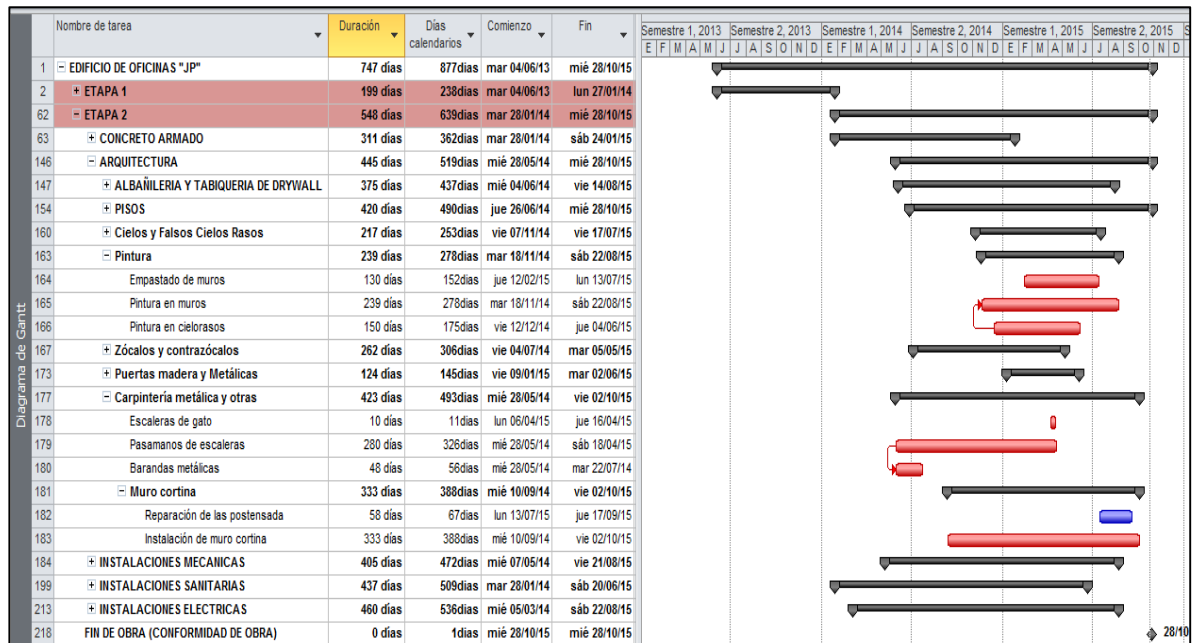 Nombre de tarea Duración Días calendarios Comienzo Fin
Semestre 1, 2013 Semestre 2, 2013 Semestre 1, 2014 Semestre 2, 2014 Semestre 1, 2015 Semestre 2, 2015 S
E F M A M J J A S O N D E F M A M J J A S O N D E F M A M J J A S O N D
1 EDIFICIO DE OFICINAS "JP" 747 días 877dias mar 04/06/13 mié 28/10/15
2 ETAPA 1 199 días 238dias mar 04/06/13 lun 27/01/14
62 ETAPA 2 548 días 639dias mar 28/01/14 mié 28/10/15
63 CONCRETO ARMADO 311 días 362dias mar 28/01/14 sáb 24/01/15
146 ARQUITECTURA 445 días 519dias mié 28/05/14 mié 28/10/15
147 ALBAÑILERIA Y TABIQUERIA DE DRYWALL 375 días 437dias mié 04/06/14 vie 14/08/15
154 PISOS 420 días 490dias jue 26/06/14 mié 28/10/15
160 Cielos y Falsos Cielos Rasos 217 días 253dias vie 07/11/14 vie 17/07/15
163 Pintura 239 días 278dias mar 18/11/14 sáb 22/08/15
164 Empastado de muros 130 días 152dias jue 12/02/15 lun 13/07/15
165 Pintura en muros 239 días 278dias mar 18/11/14 sáb 22/08/15
166 Pintura en cielorasos 150 días 175dias vie 12/12/14 jue 04/06/15
167 Zócalos y contrazócalos 262 días 306dias vie 04/07/14 mar 05/05/15
173 Puertas madera y Metálicas 124 días 145dias vie 09/01/15 mar 02/06/15
177 Carpintería metálica y otras 423 días 493dias mié 28/05/14 vie 02/10/15
178 Escaleras de gato 10 días 11dias lun 06/04/15 jue 16/04/15
179 Pasamanos de escaleras 280 días 326dias mié 28/05/14 sáb 18/04/15
180 Barandas metálicas 48 días 56dias mié 28/05/14 mar 22/07/14
181 Muro cortina 333 días 388dias mié 10/09/14 vie 02/10/15
182 Reparación de las postensada 58 días 67dias lun 13/07/15 jue 17/09/15
183 Instalación de muro cortina 333 días 388dias mié 10/09/14 vie 02/10/15
184 INSTALACIONES MECANICAS 405 días 472dias mié 07/05/14 vie 21/08/15
199 INSTALACIONES SANITARIAS 437 días 509dias mar 28/01/14 sáb 20/06/15
213 INSTALACIONES ELECTRICAS 460 días 536dias mié 05/03/14 sáb 22/08/15
218 FIN DE OBRA (CONFORMIDAD DE OBRA) 0 días 1dias mié 28/10/15 mié 28/10/15 28/10
Diagrama de Gantt